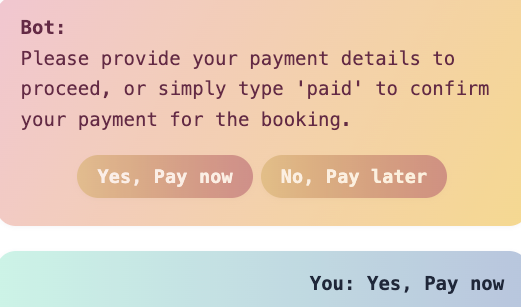 Bot:
Please provide your payment details to
proceed, or simply type 'paid' to confirm
your payment for the booking.
Yes, Pay now No, Pay later
You: Yes, Pay now